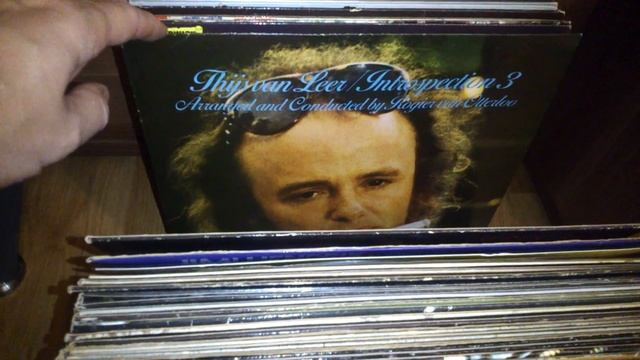 Thijs van Leer/Introspection 3
Arranged and Conducted by Rogier van Otterloo